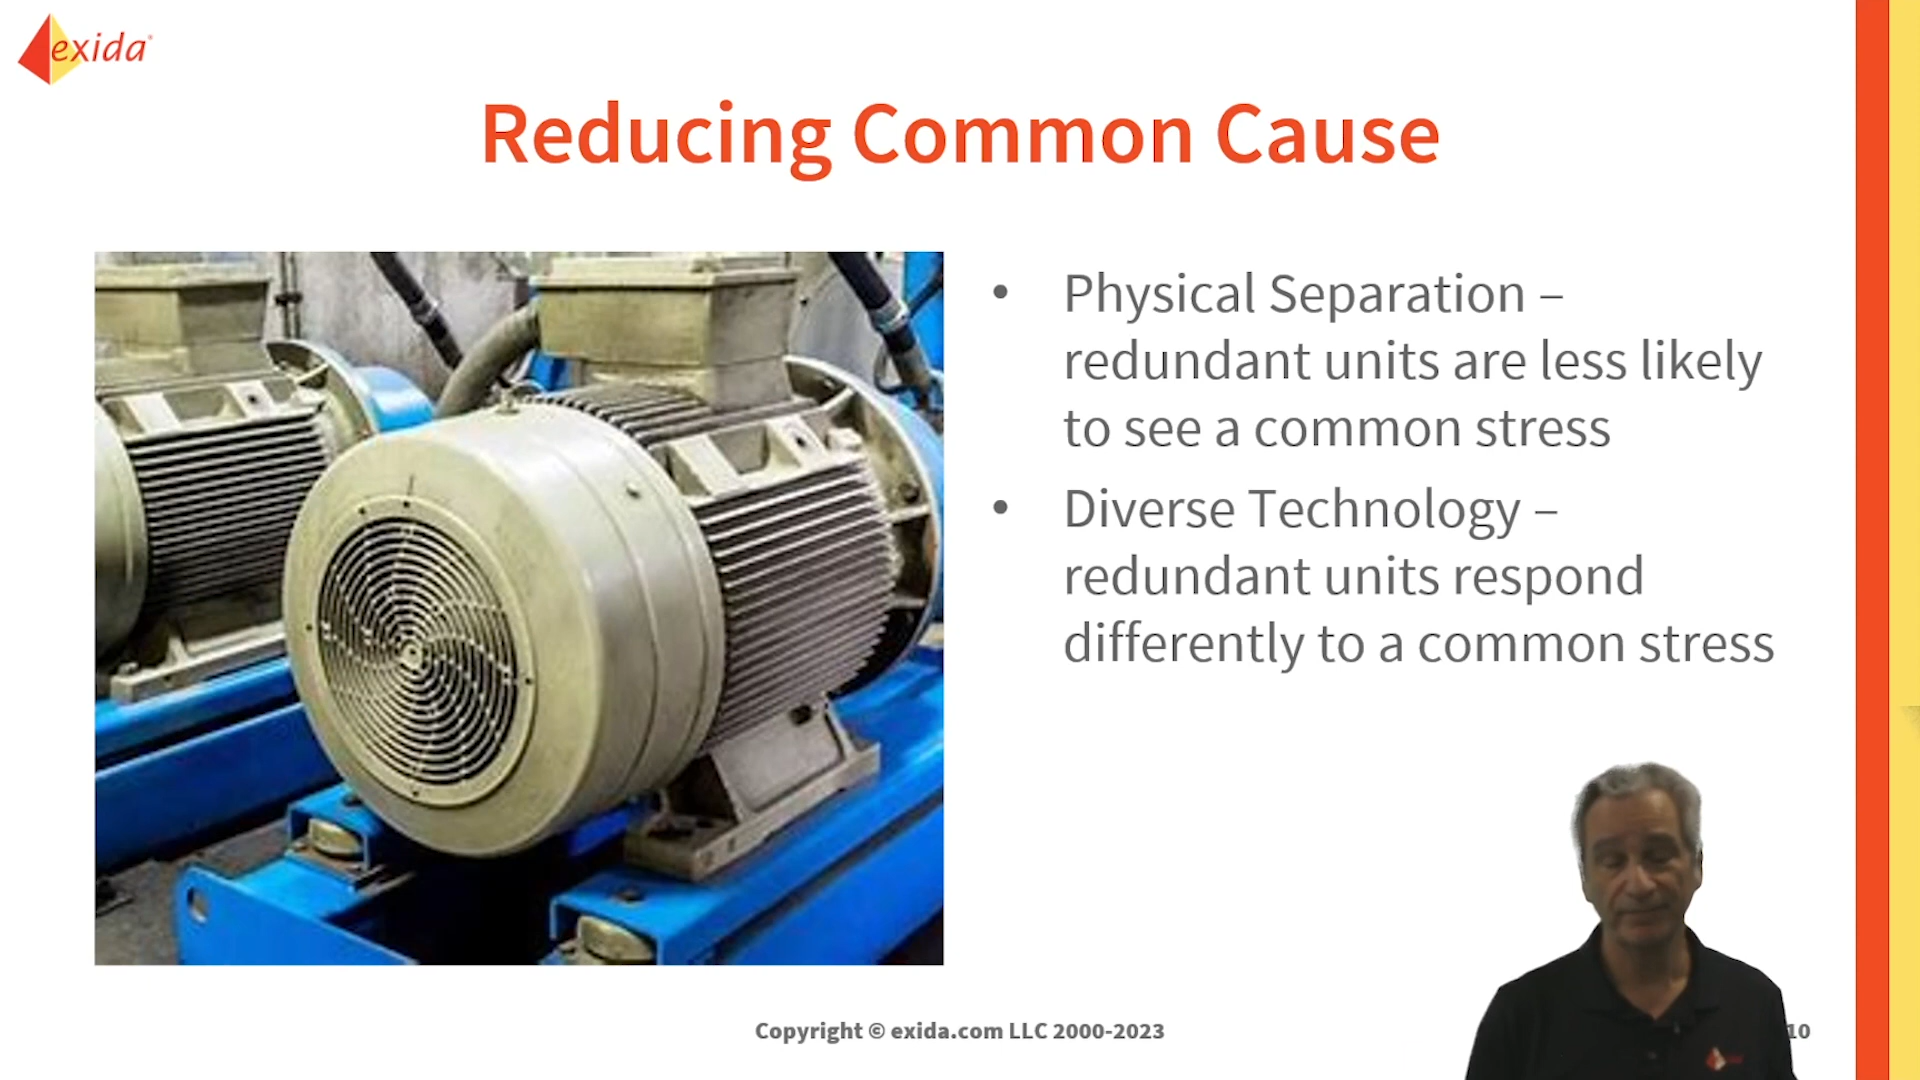 exida
Reducing Common Cause
• Physical Separation –
redundant units are less likely
to see a common stress
• Diverse Technology –
redundant units respond
differently to a common stress
Copyright © exida.com LLC 2000-2023
10